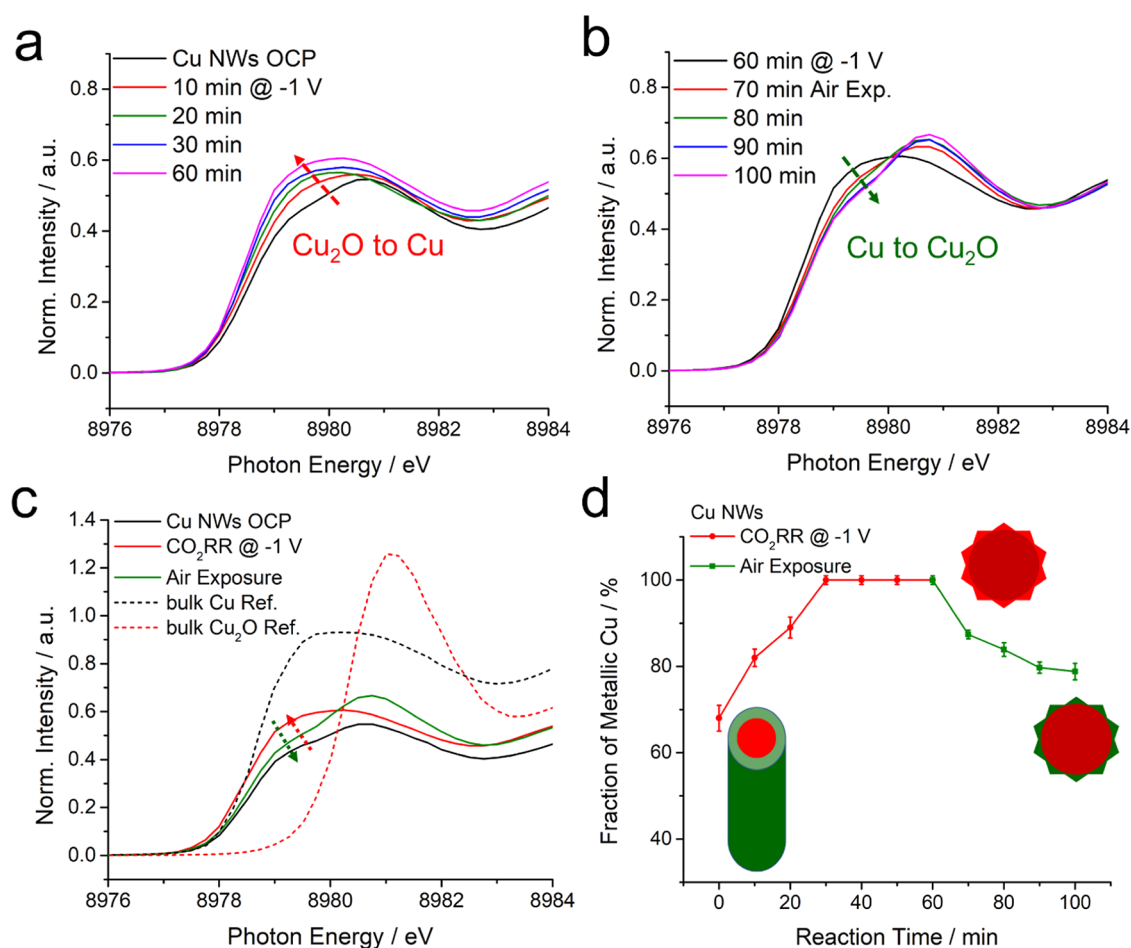 a
Cu NWs OCP
10 min @ -1 V
20 min
30 min
60 min
Cu₂O to Cu
0.8
0.6
0.4
0.2
0.0
Norm. Intensity / a.u.
8976
8978
8980
8982
8984
Photon Energy / eV
b
60 min @ -1 V
70 min Air Exp.
80 min
90 min
100 min
Cu to Cu₂O
0.8
0.6
0.4
0.2
0.0
Norm. Intensity / a.u.
8976
8978
8980
8982
8984
Photon Energy / eV
c
Cu NWs OCP
CO₂RR @ -1 V
Air Exposure
bulk Cu Ref.
bulk Cu₂O Ref.
1.4
1.2
1.0
0.8
0.6
0.4
0.2
0.0
Norm. Intensity / a.u.
8976
8978
8980
8982
8984
Photon Energy / eV
d
Cu NWs
CO₂RR @ -1 V
Air Exposure
100
80
60
40
Fraction of Metallic Cu / %
0
20
40
60
80
100
Reaction Time / min